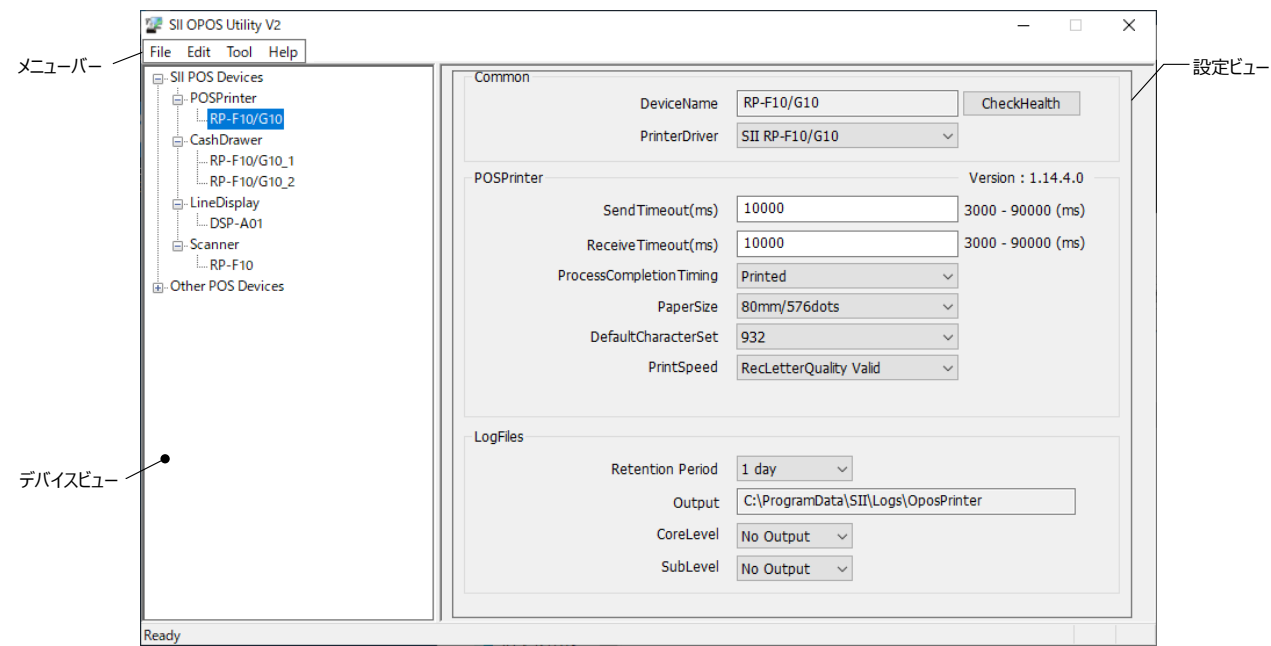 SII OPOS Utility V2
File Edit Tool Help
メニューバー
設定ビュー
SII POS Devices
POSPrinter
RP-F10/G10
CashDrawer
RP-F10/G10_1
RP-F10/G10_2
LineDisplay
DSP-A01
Scanner
RP-F10
Other POS Devices
デバイスビュー
Common
DeviceName RP-F10/G10 CheckHealth
PrinterDriver SII RP-F10/G10
POSPrinter Version : 1.14.4.0
SendTimeout(ms) 10000 3000 - 90000 (ms)
ReceiveTimeout(ms) 10000 3000 - 90000 (ms)
ProcessCompletionTiming Printed
PaperSize 80mm/576dots
DefaultCharacterSet 932
PrintSpeed RecLetterQuality Valid
LogFiles
Retention Period 1 day
Output C:\ProgramData\SII\Logs\OposPrinter
CoreLevel No Output
SubLevel No Output
Ready